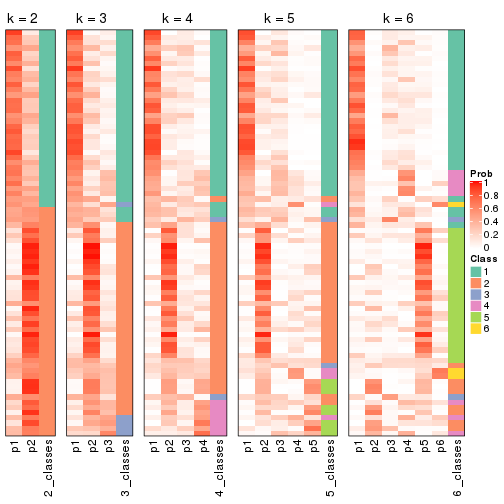 k = 2
k = 3
k = 4
k = 5
k = 6
p1
p2
2_classes
p1
p2
p3
3_classes
p1
p2
p3
p4
4_classes
p1
p2
p3
p4
p5
5_classes
p1
p2
p3
p4
p5
p6
6_classes
Prob
1
0.8
0.6
0.4
0.2
0
Class
1
2
3
4
5
6